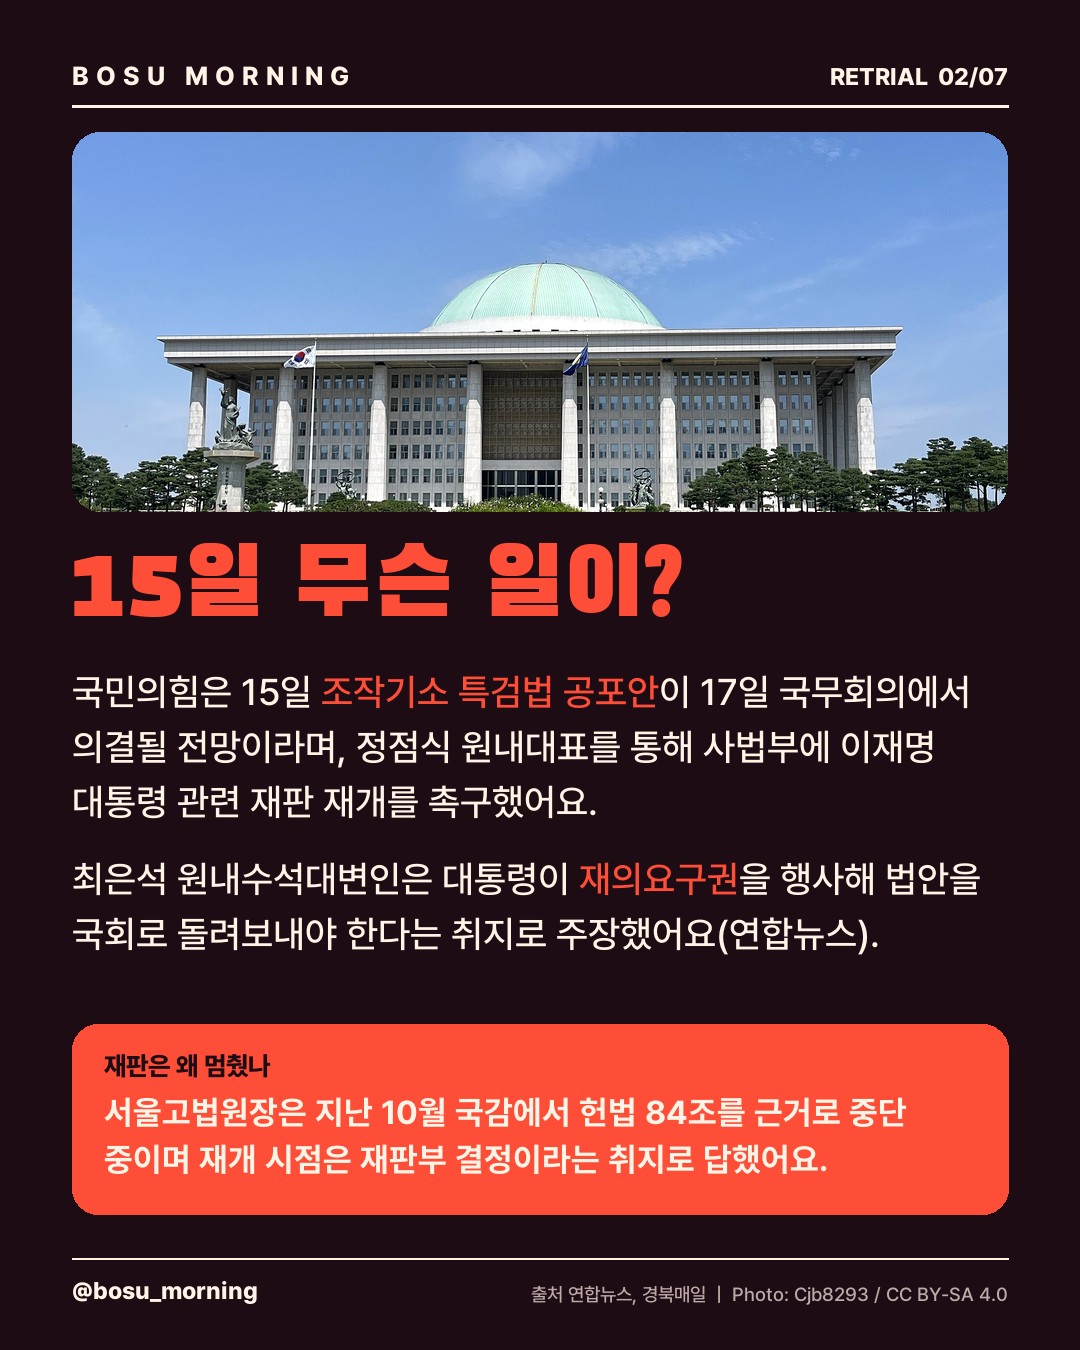 BOSU MORNING
RETRIAL 02/07
15일 무슨 일이?
국민의힘은 15일 조작기소 특검법 공포안이 17일 국무회의에서
의결될 전망이라며, 정점식 원내대표를 통해 사법부에 이재명
대통령 관련 재판 재개를 촉구했어요.
최은석 원내수석대변인은 대통령이 재의요구권을 행사해 법안을
국회로 돌려보내야 한다는 취지로 주장했어요(연합뉴스).
재판은 왜 멈췄나
서울고법원장은 지난 10월 국감에서 헌법 84조를 근거로 중단
중이며 재개 시점은 재판부 결정이라는 취지로 답했어요.
@bosu_morning
출처 연합뉴스, 경북매일 | Photo: Cjb8293 / CC BY-SA 4.0